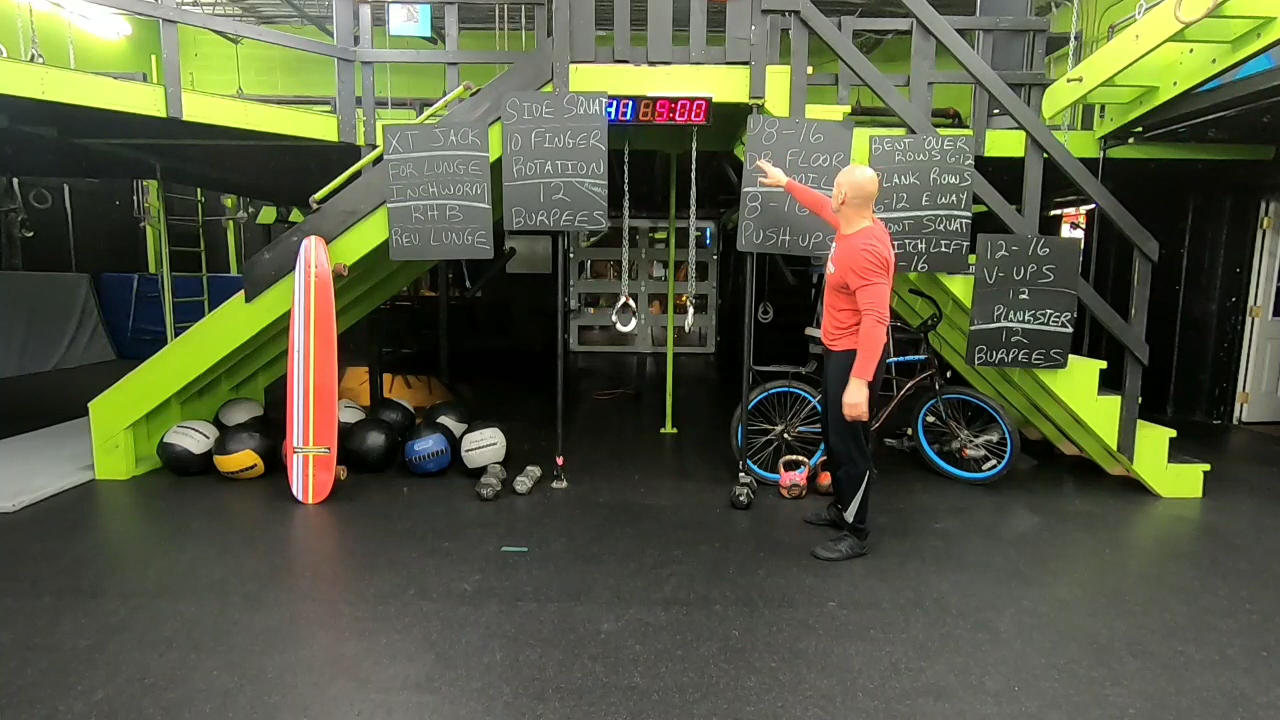 XT JACK
FOR LUNGE
INCHWORM
RHB
REV LUNGE
SIDE SQUAT
10 FINGER
ROTATION
12
BURPEES
5:00
8-16
DB FLOOR
8-16
PUSH-UPS
BENT OVER
ROWS 6-12
PLANK ROWS
6-12 E.WAY
SQUAT
LIFT
-16
12-16
V-UPS
12
PLANKSTER
12
BURPEES